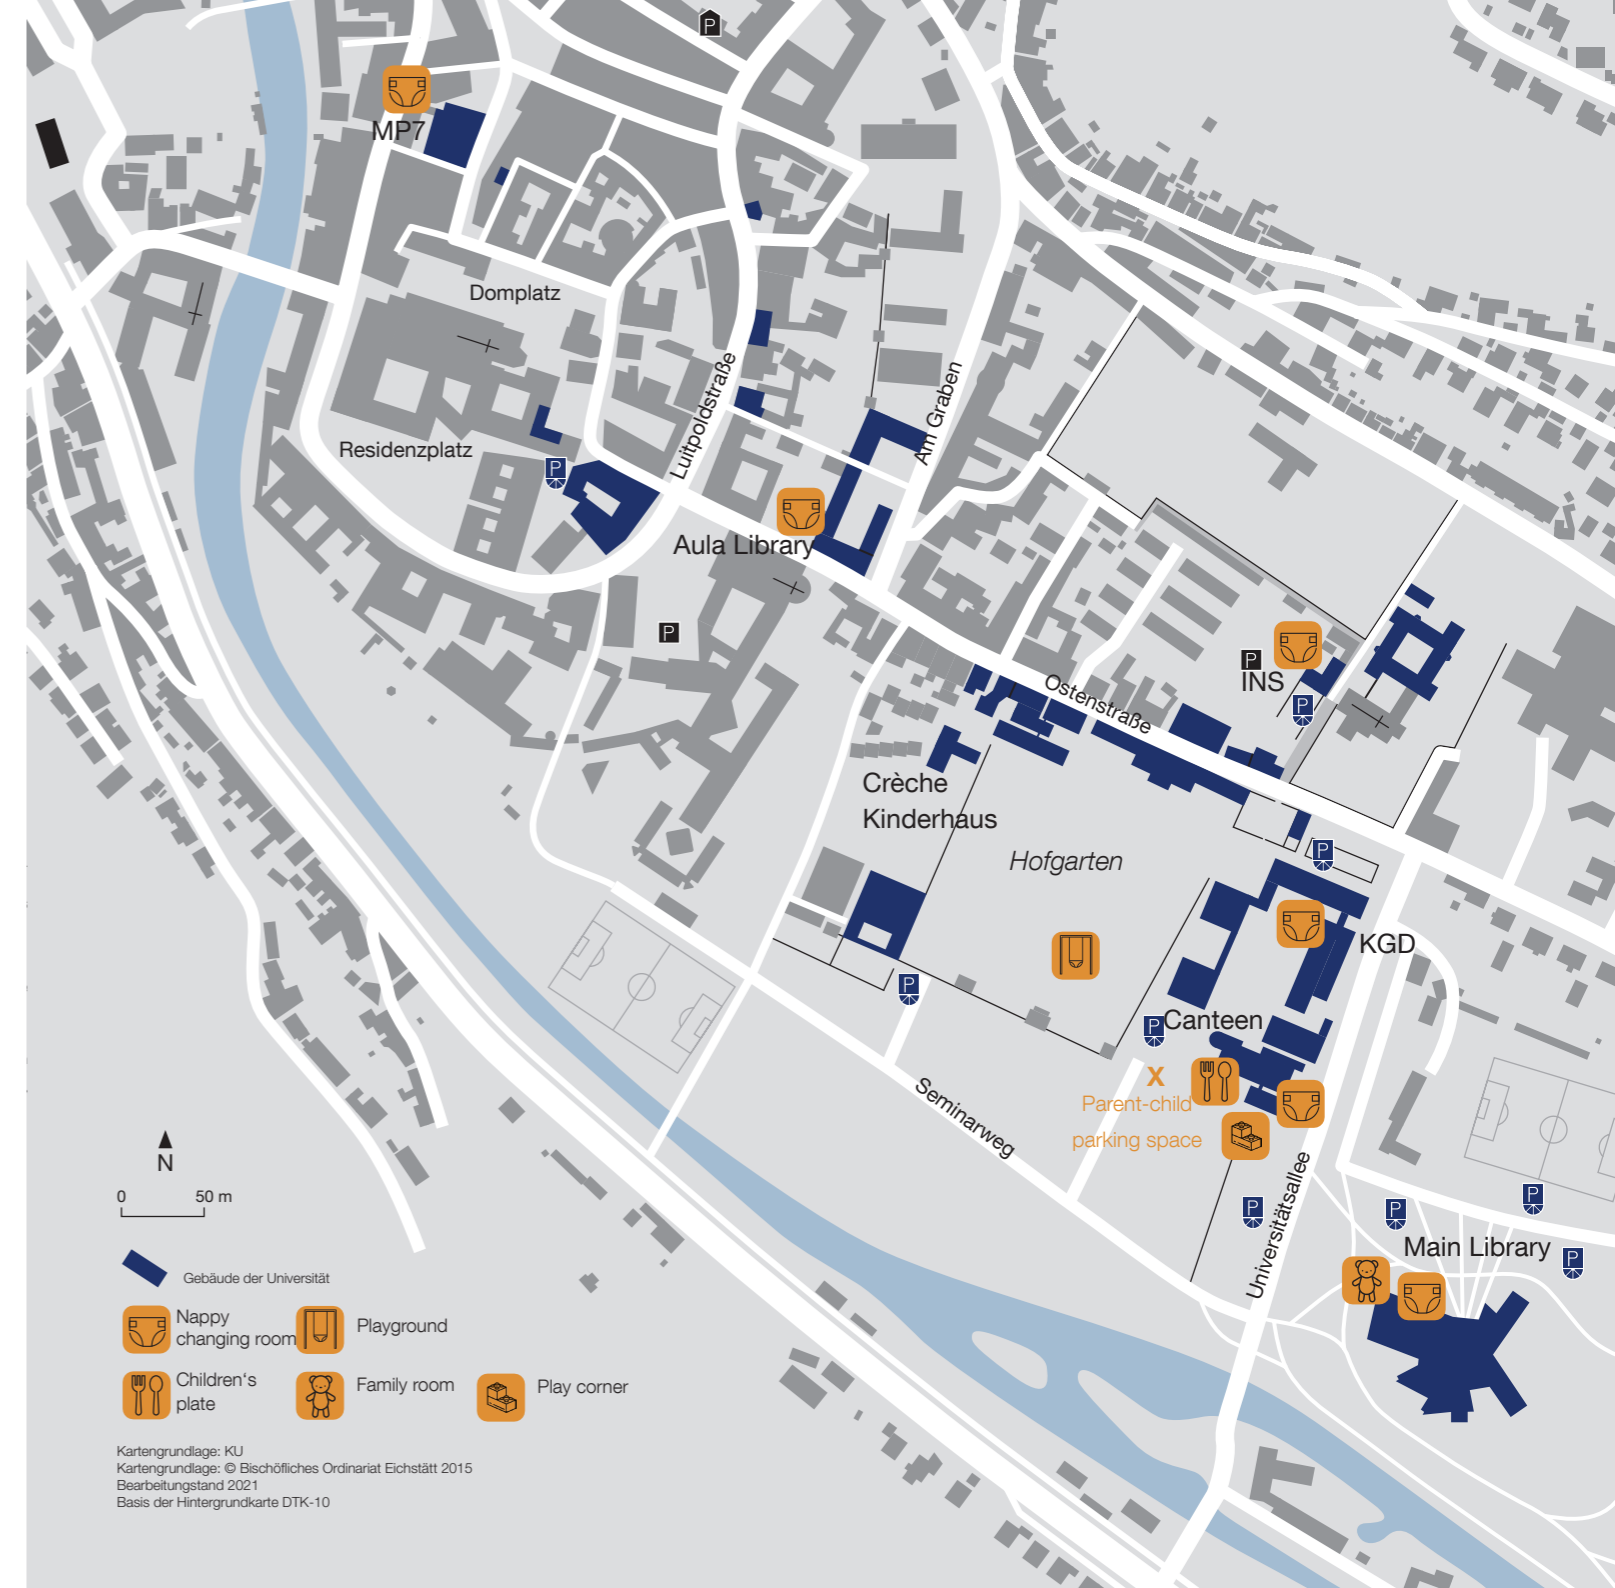 P
MP7
Domplatz
Luitpoldstraße
Am Graben
Residenzplatz
P
Aula Library
P
P
INS
P
Ostenstraße
Crèche
Kinderhaus
Hofgarten
P
KGD
P
P
Canteen
X
Parent-child
parking space
Seminarweg
Universitätsallee
P
P
P
P
Main Library
N
0 50 m
Gebäude der Universität
Nappy
changing room
Playground
Children‘s
plate
Family room
Play corner
Kartengrundlage: KU
Kartengrundlage: © Bischöfliches Ordinariat Eichstätt 2015
Bearbeitungstand 2021
Basis der Hintergrundkarte DTK-10